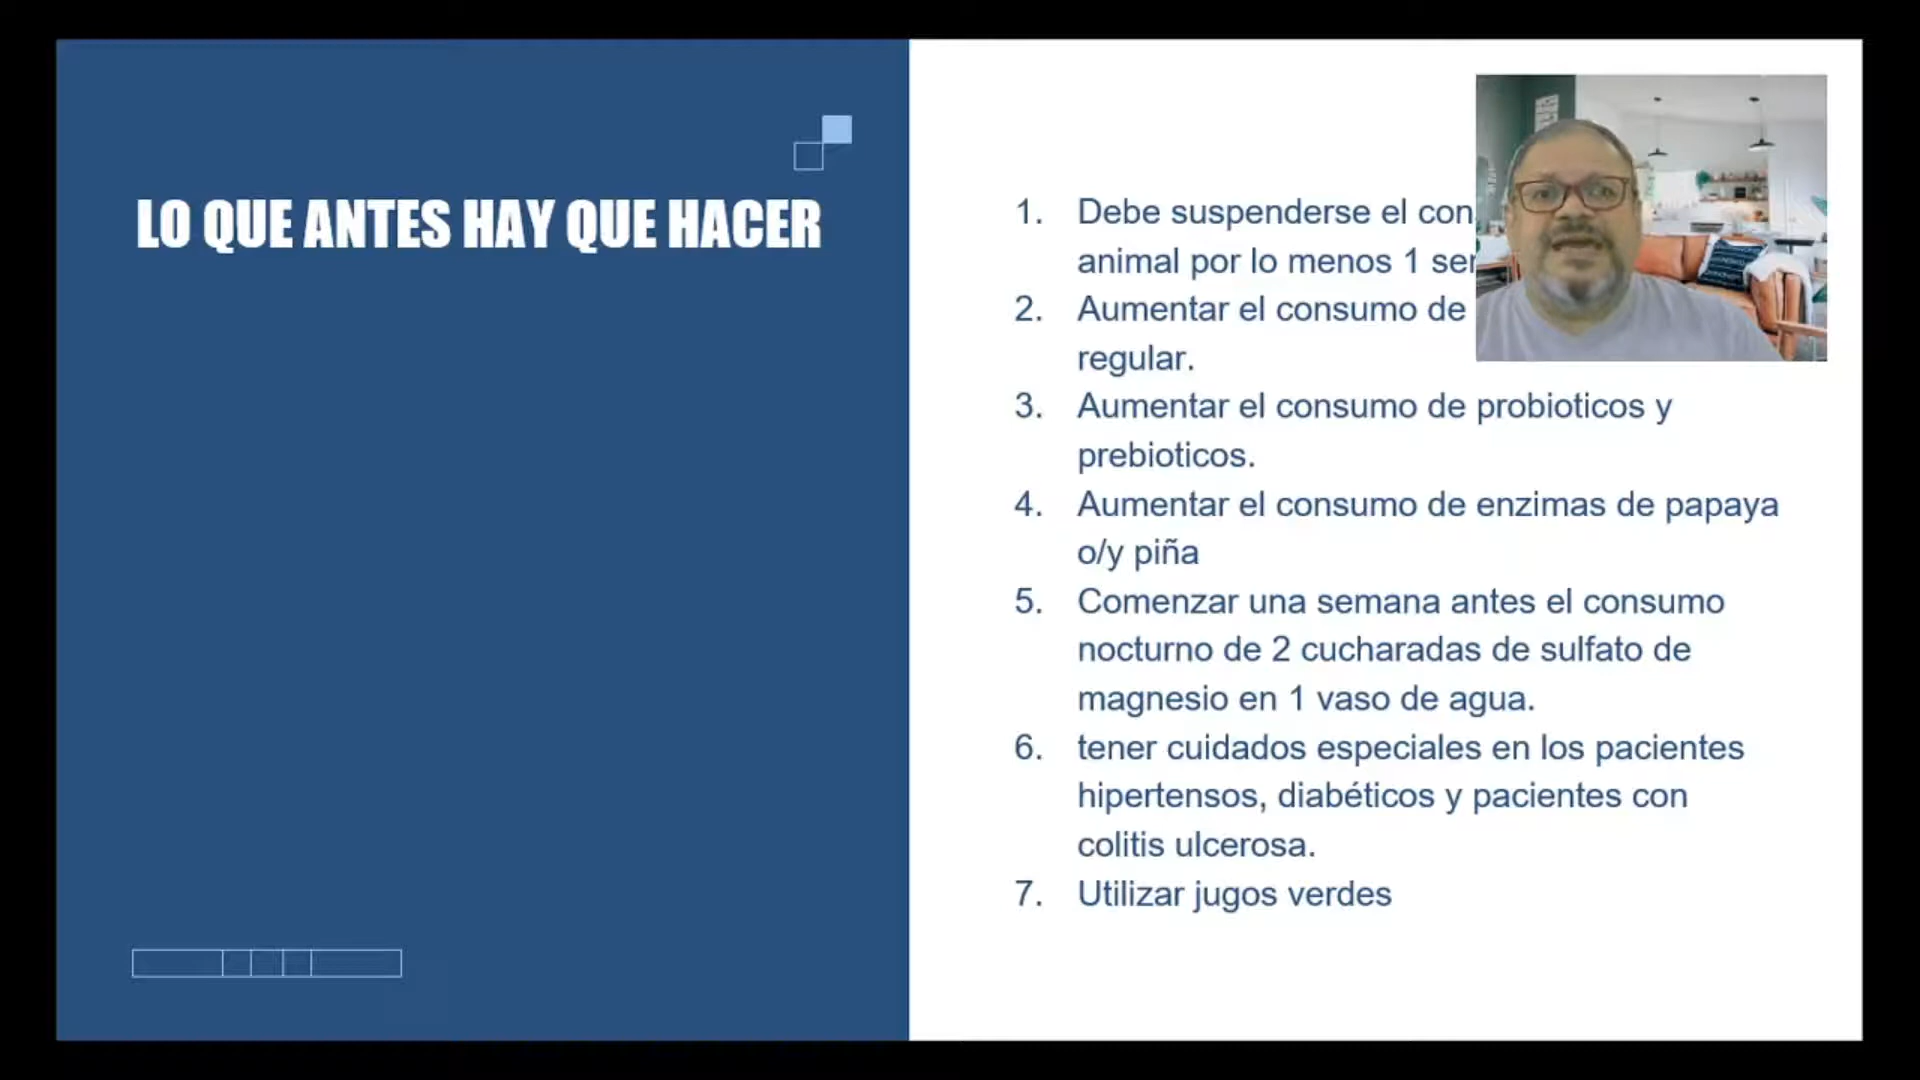 LO QUE ANTES HAY QUE HACER
1. Debe suspenderse el
animal por lo menos 1
2. Aumentar el consumo de
regular.
3. Aumentar el consumo de probioticos y
prebioticos.
4. Aumentar el consumo de enzimas de papaya
o/y piña
5. Comenzar una semana antes el consumo
nocturno de 2 cucharadas de sulfato de
magnesio en 1 vaso de agua.
6. tener cuidados especiales en los pacientes
hipertensos, diabéticos y pacientes con
colitis ulcerosa.
7. Utilizar jugos verdes